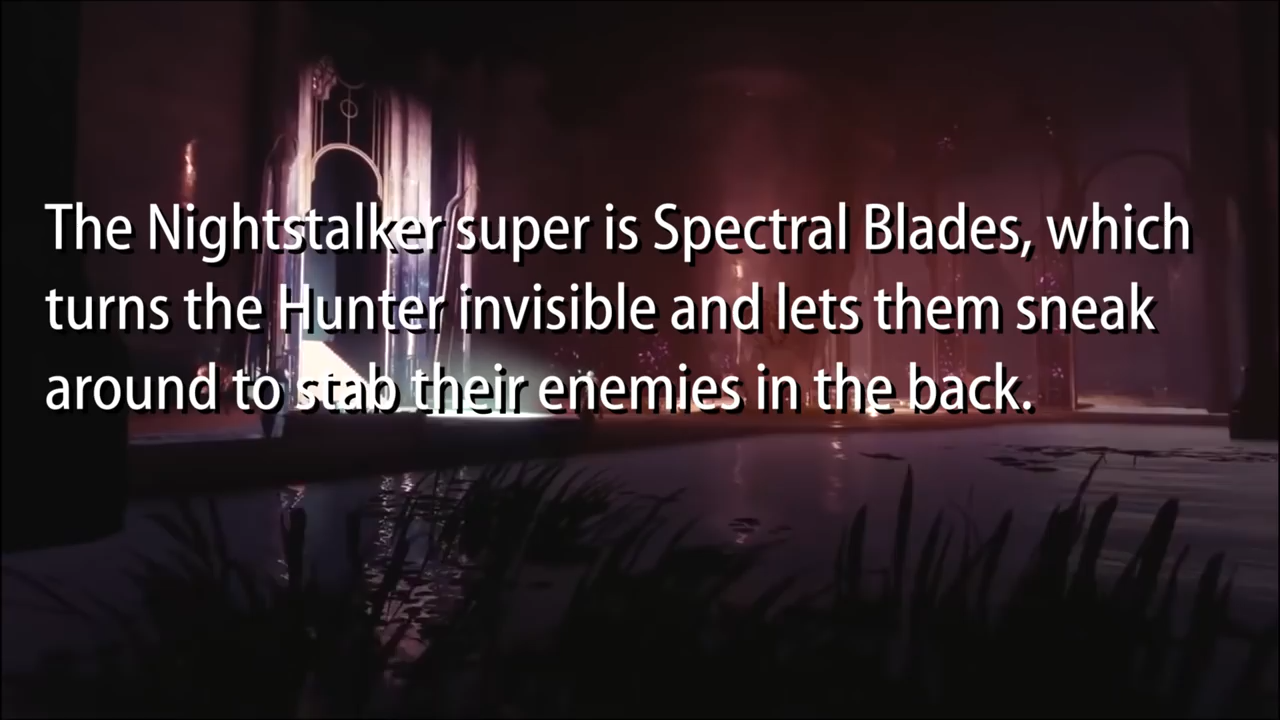 The Nightstalker super is Spectral Blades, which
turns the Hunter invisible and lets them sneak
around to stab their enemies in the back.